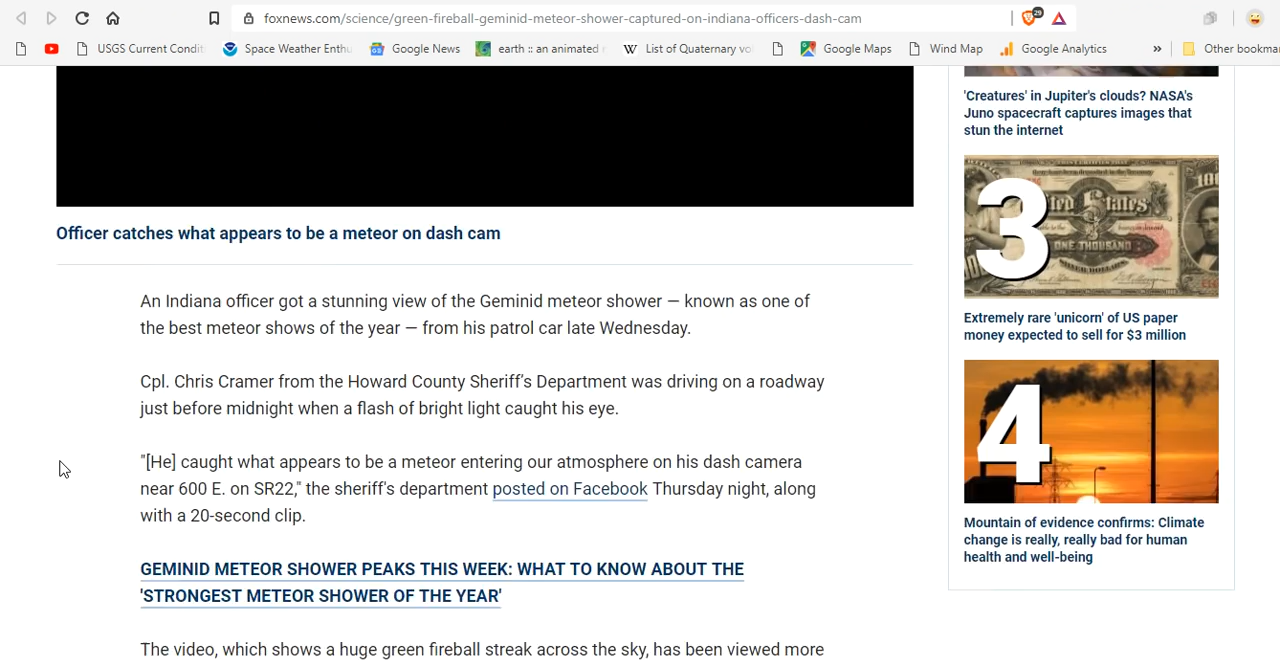 foxnews.com/science/green-fireball-geminid-meteor-shower-captured-on-indiana-officers-dash-cam
29
USGS Current Condit
Space Weather Enthu
Google News
earth :: an animated
W List of Quaternary vo
Google Maps
Wind Map
Google Analytics
»
Other bookma
Officer catches what appears to be a meteor on dash cam
An Indiana officer got a stunning view of the Geminid meteor shower — known as one of
the best meteor shows of the year — from his patrol car late Wednesday.
Cpl. Chris Cramer from the Howard County Sheriff's Department was driving on a roadway
just before midnight when a flash of bright light caught his eye.
"[He] caught what appears to be a meteor entering our atmosphere on his dash camera
near 600 E. on SR22," the sheriff's department posted on Facebook Thursday night, along
with a 20-second clip.
GEMINID METEOR SHOWER PEAKS THIS WEEK: WHAT TO KNOW ABOUT THE
'STRONGEST METEOR SHOWER OF THE YEAR'
The video, which shows a huge green fireball streak across the sky, has been viewed more
'Creatures' in Jupiter's clouds? NASA's
Juno spacecraft captures images that
stun the internet
3
ONE THOUSAND
SILVER DOLLARS
Extremely rare 'unicorn' of US paper
money expected to sell for $3 million
4
Mountain of evidence confirms: Climate
change is really, really bad for human
health and well-being